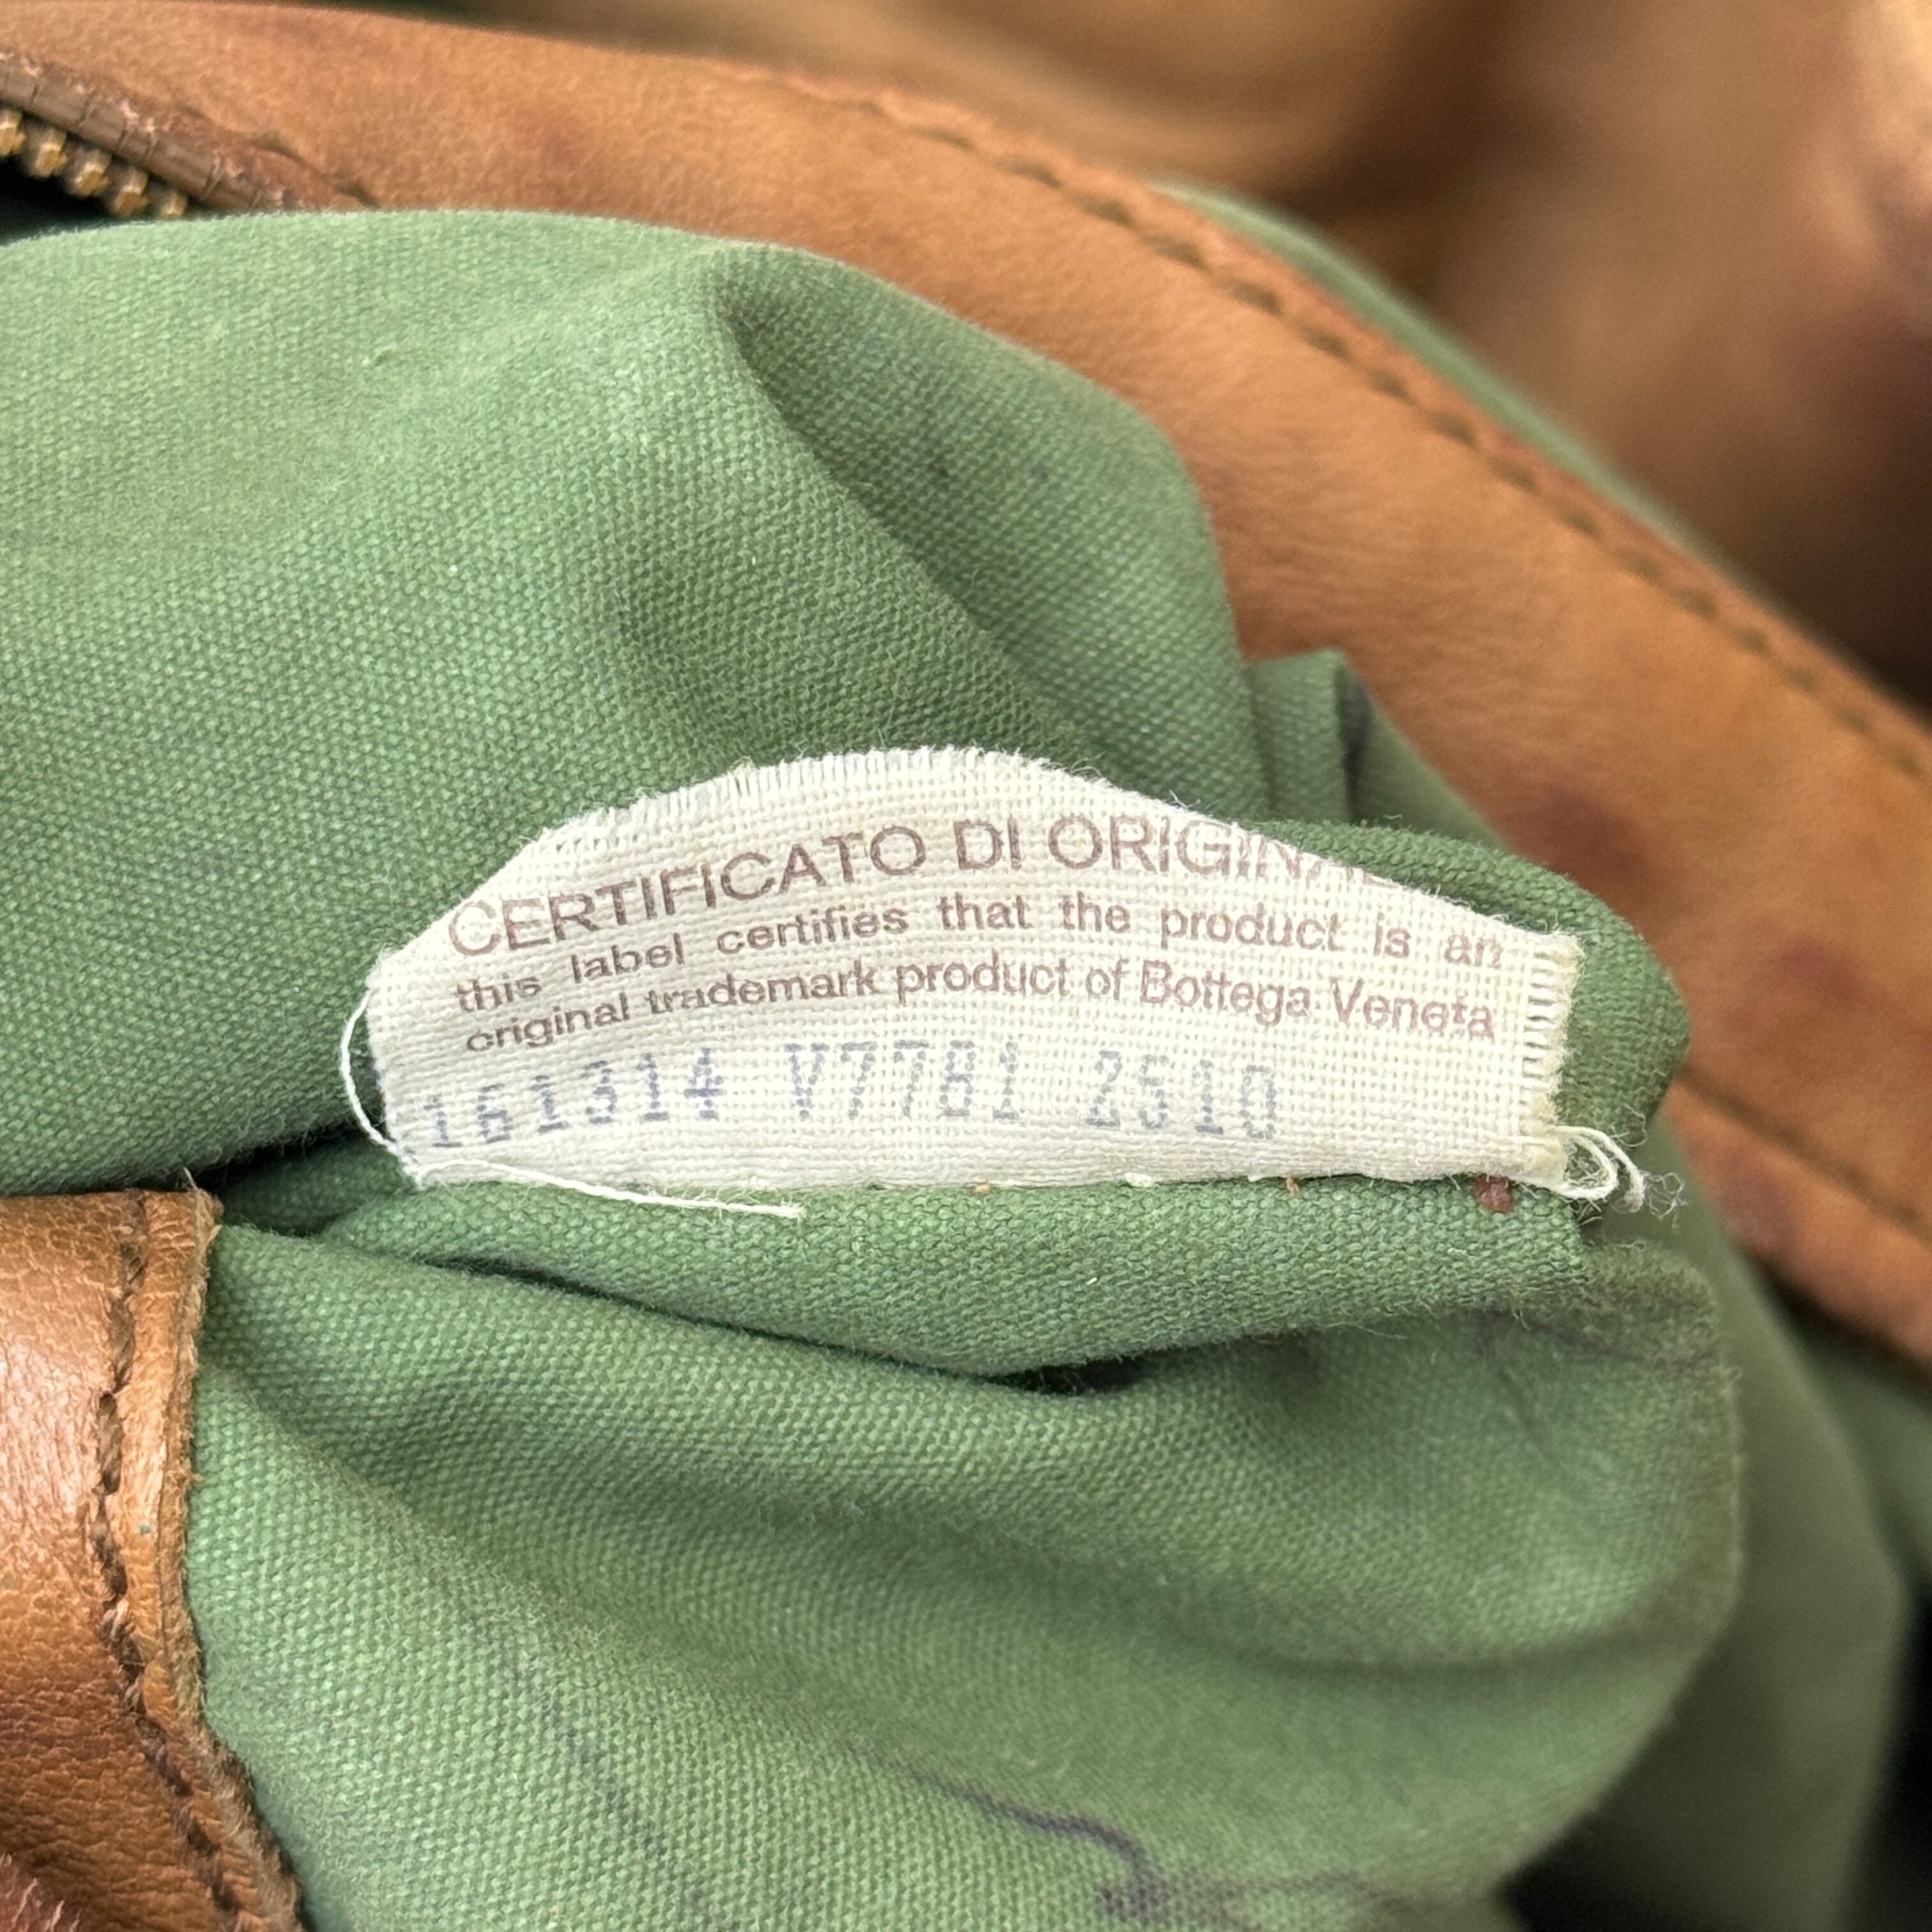 CERTIFICATO DI ORIGINAL
this label certifies that the product is an
original trademark product of Bottega Veneta
161314 V7781 2510